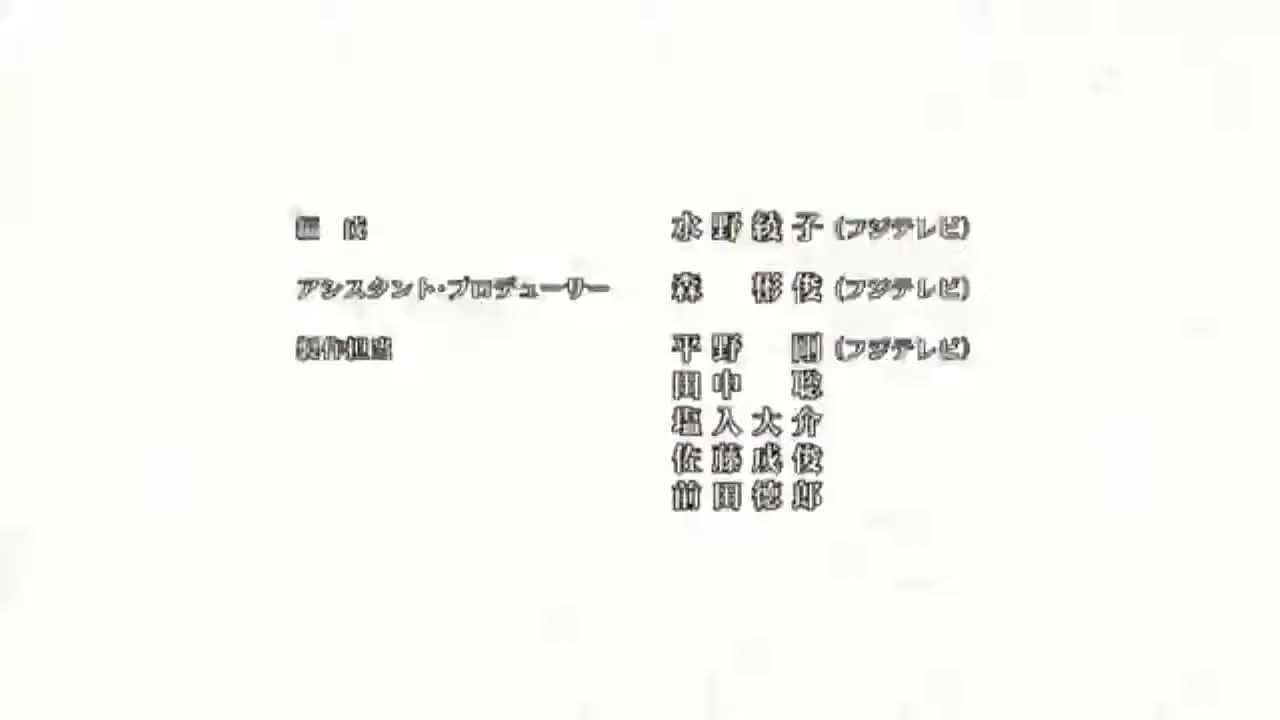 編 成 水野綾子(フジテレビ)
アシスタント・プロデューサー 森 彬俊(フジテレビ)
製作担当 平野 剛(フジテレビ)
田中 聡
塩入大介
佐藤成俊
前田徳郎